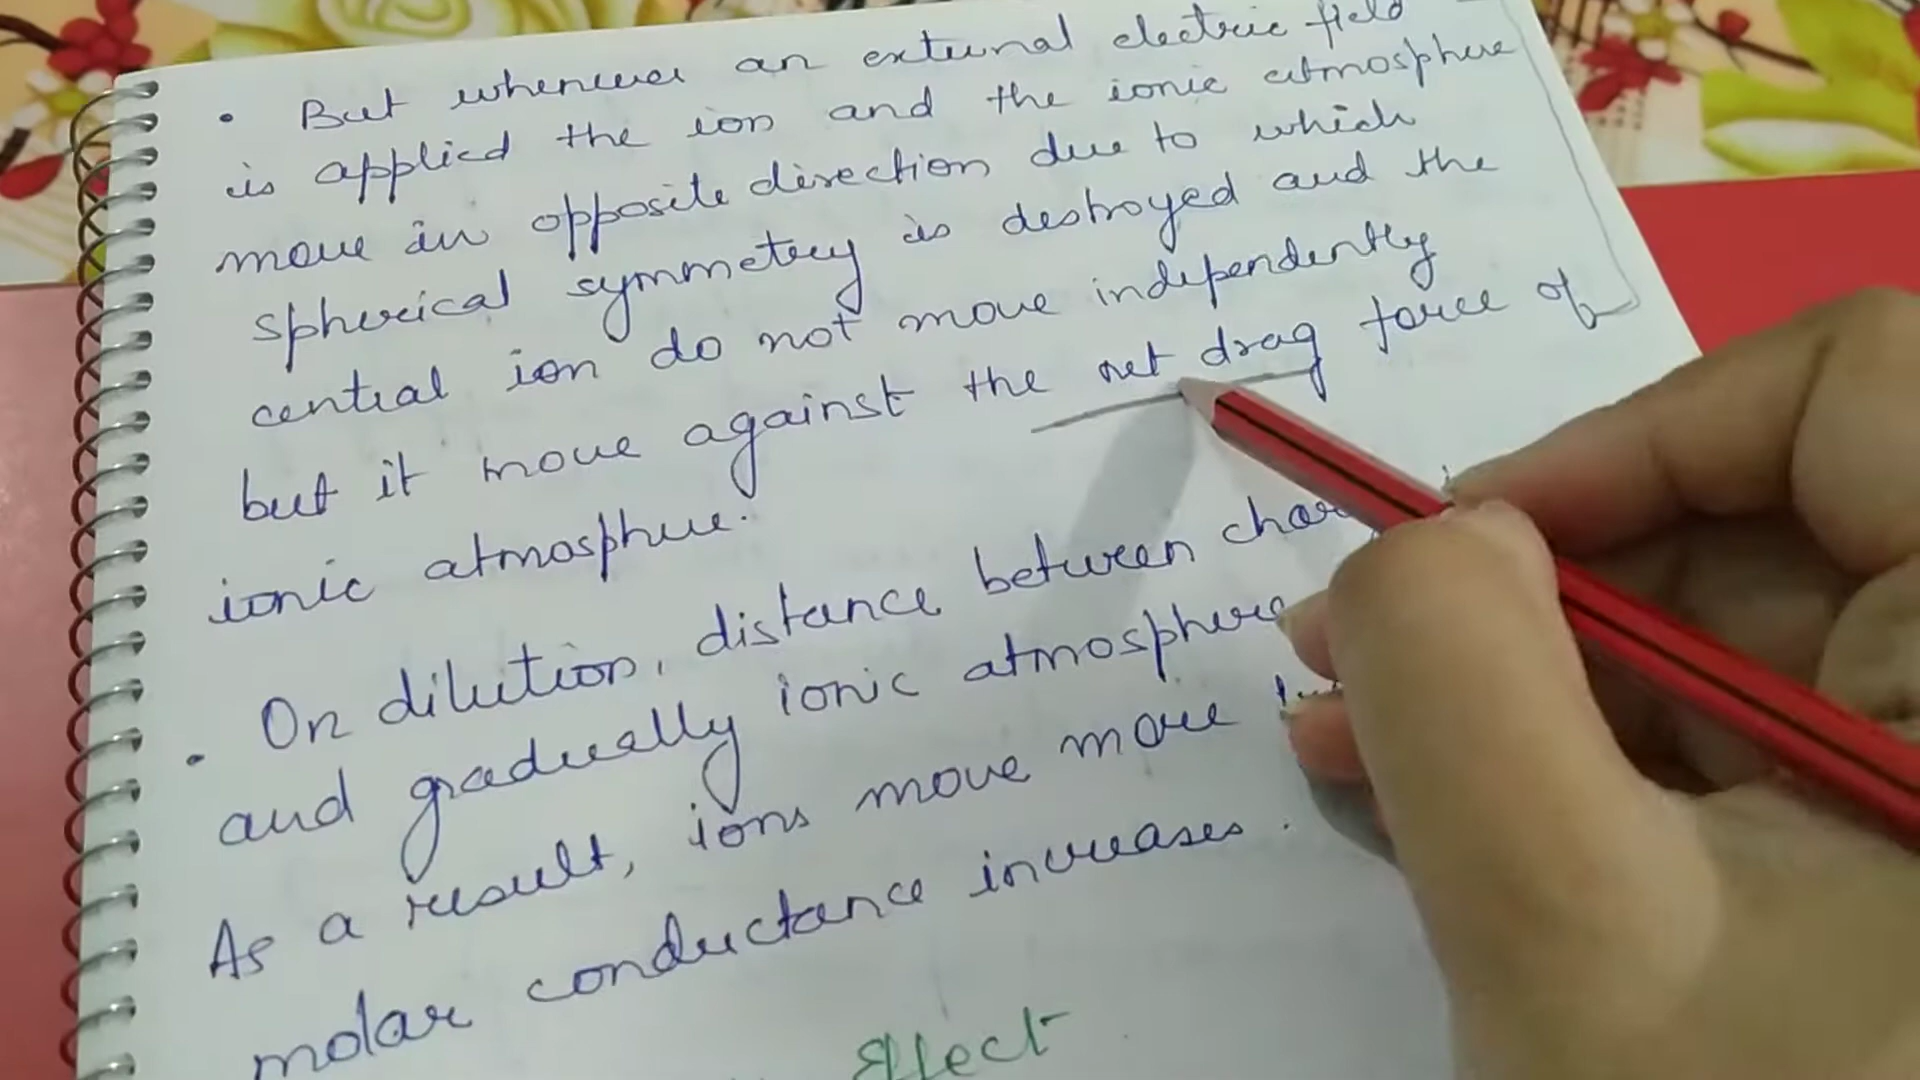 • But whenever an external electric field
is applied the ion and the ionic atmosphere
move in opposite direction due to which
spherical symmetry is destroyed and the
central ion do not move independently
but it move against the net drag force of
ionic atmosphere.
• On dilution, distance between
and gradually ionic atmosphere
As a result, ions move more
molar conductance increases.
Effect